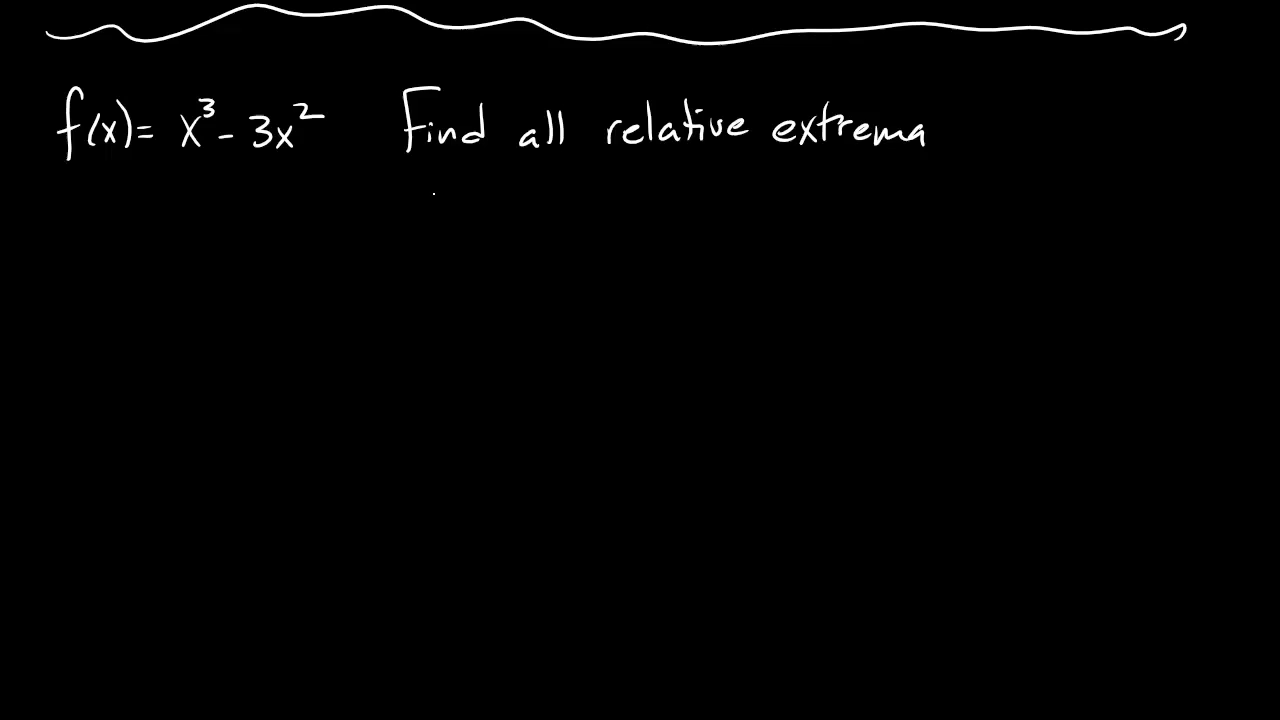 f(x)= x³- 3x² Find all relative extrema